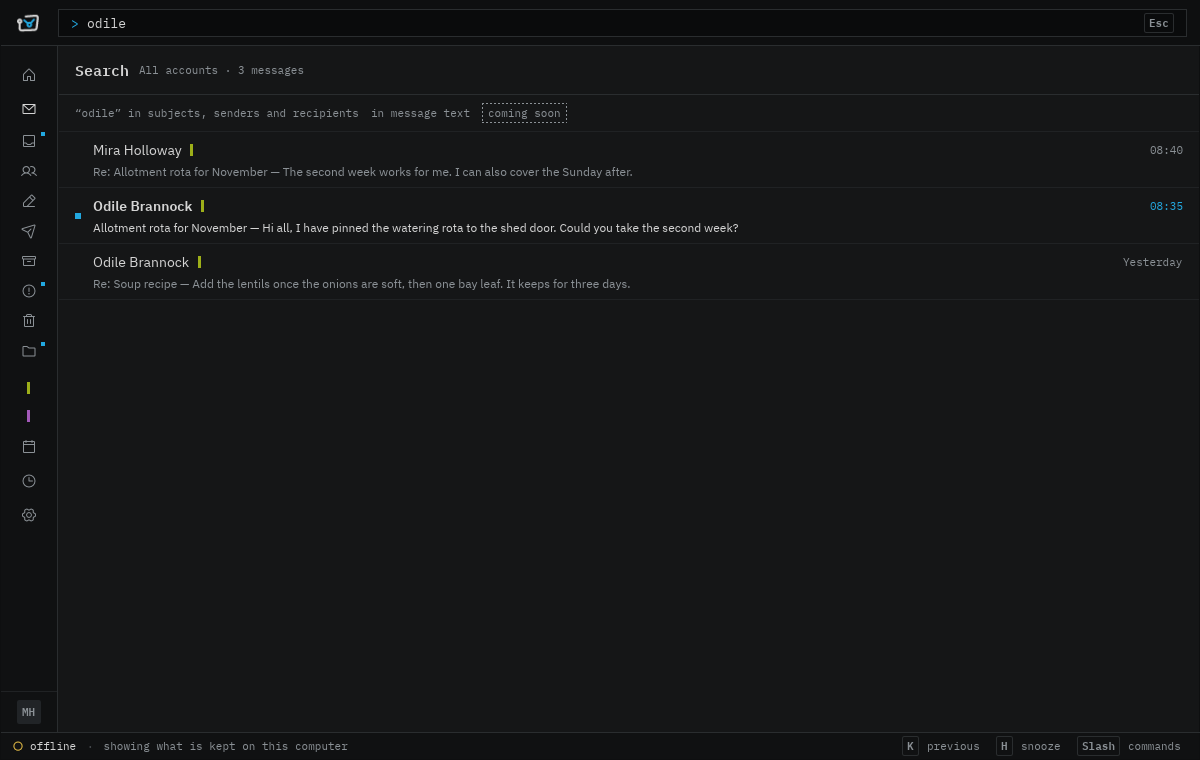 > odile Esc
Search All accounts · 3 messages
“odile” in subjects, senders and recipients in message text coming soon
Mira Holloway 08:40
Re: Allotment rota for November — The second week works for me. I can also cover the Sunday after.
Odile Brannock 08:35
Allotment rota for November — Hi all, I have pinned the watering rota to the shed door. Could you take the second week?
Odile Brannock Yesterday
Re: Soup recipe — Add the lentils once the onions are soft, then one bay leaf. It keeps for three days.
MH
offline · showing what is kept on this computer K previous H snooze Slash commands